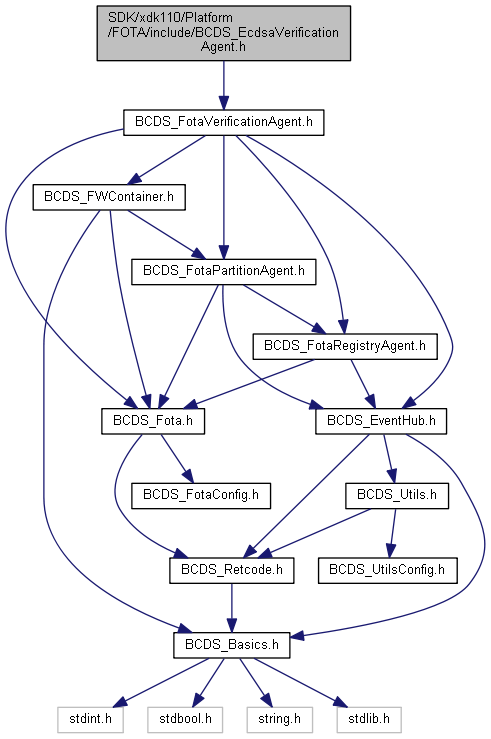 SDK/xdk110/Platform
/FOTA/include/BCDS_EcdsaVerification
Agent.h
BCDS_FotaVerificationAgent.h
BCDS_FWContainer.h
BCDS_FotaPartitionAgent.h
BCDS_FotaRegistryAgent.h
BCDS_Fota.h
BCDS_EventHub.h
BCDS_FotaConfig.h
BCDS_Utils.h
BCDS_Retcode.h
BCDS_UtilsConfig.h
BCDS_Basics.h
stdint.h
stdbool.h
string.h
stdlib.h